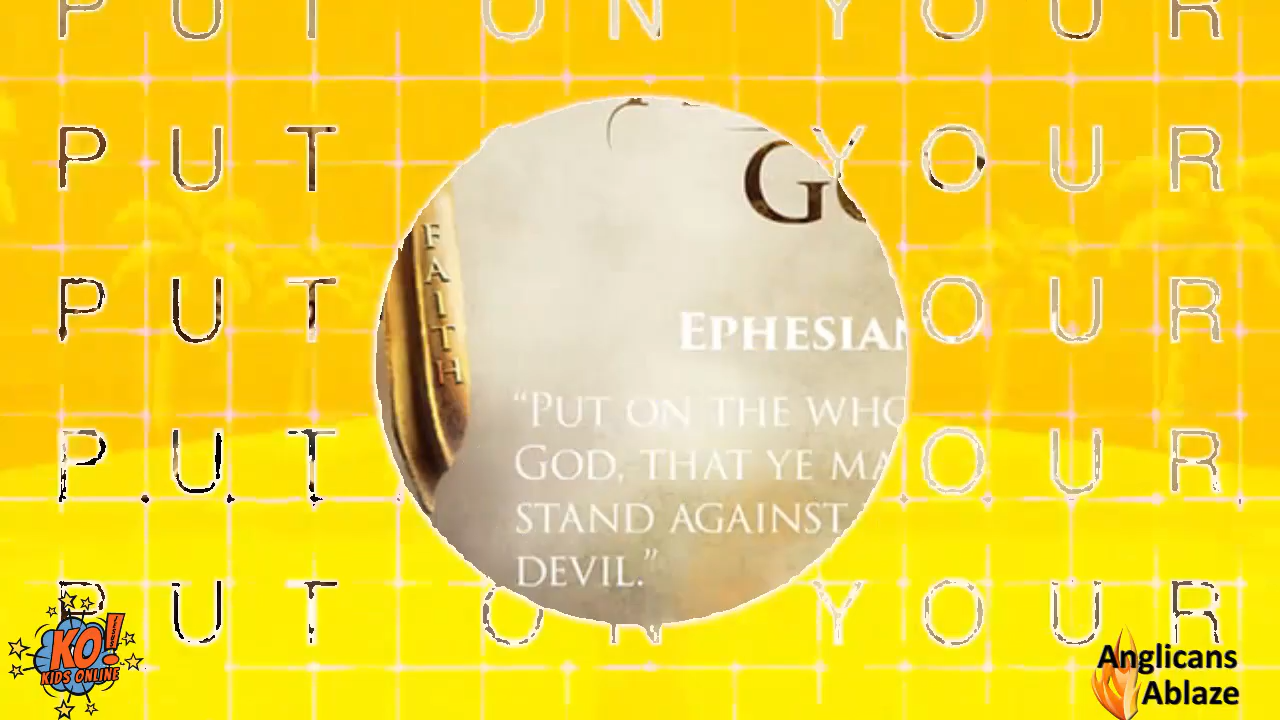 PUT ON YOUR
PUT YOUR
G
FAITH
PUT OUR
EPHESIAN
“PUT ON THE WHO
GOD, THAT YE MA
PUT OUR
STAND AGAINST
DEVIL.”
PUT ON YOUR
KO!
KIDS ONLINE
Anglicans
Ablaze